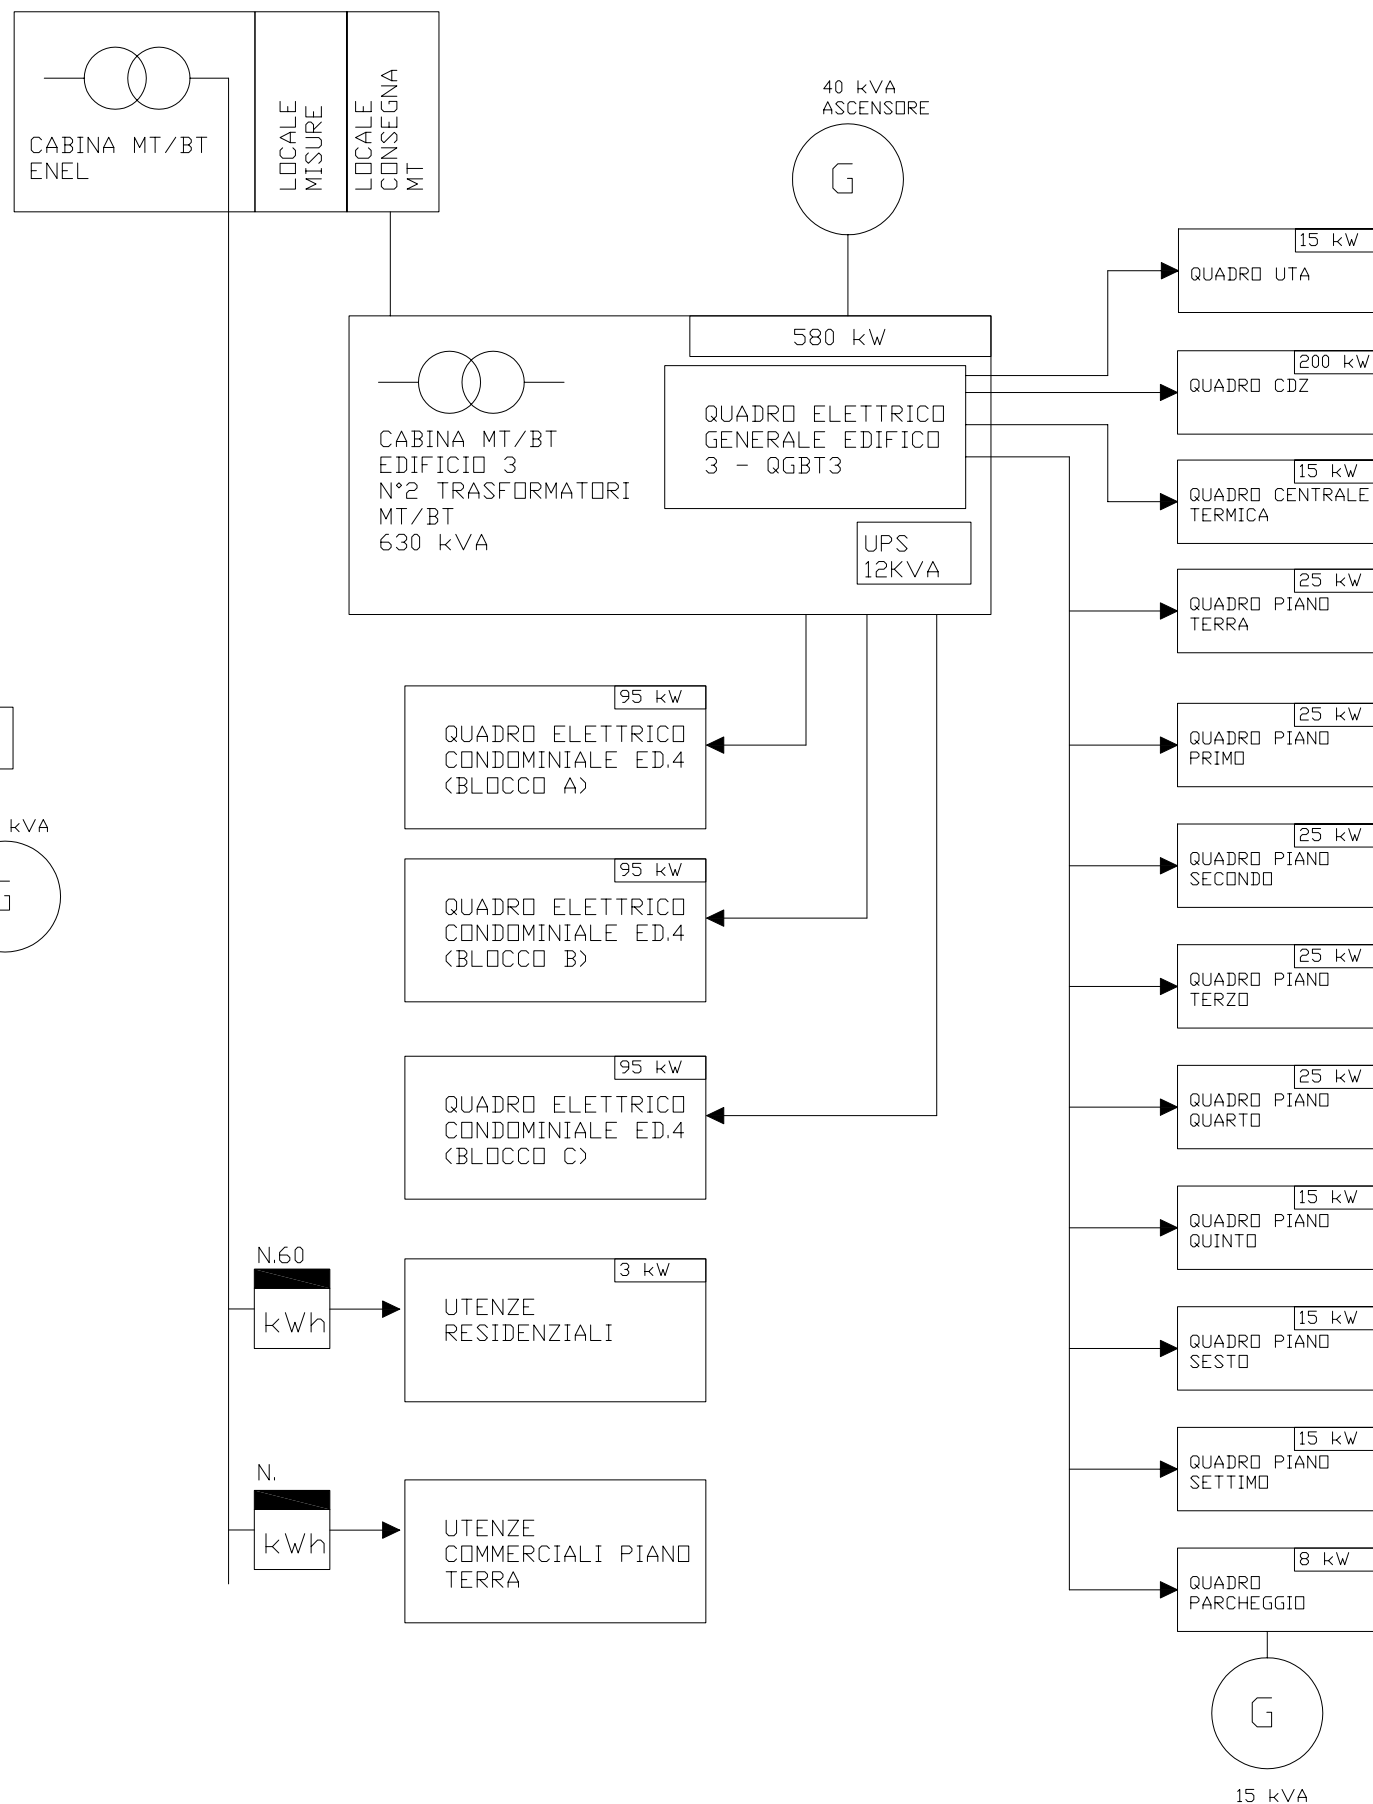 CABINA MT/BT
ENEL
LOCALE
MISURE
LOCALE
CONSEGNA
MT
40 kVA
ASCENSORE
G
580 kW
CABINA MT/BT
EDIFICIO 3
N°2 TRASFORMATORI
MT/BT
630 kVA
QUADRO ELETTRICO
GENERALE EDIFICO
3 - QGBT3
UPS
12KVA
15 kW
QUADRO UTA
200 kW
QUADRO CDZ
15 kW
QUADRO CENTRALE
TERMICA
25 kW
QUADRO PIANO
TERRA
25 kW
QUADRO PIANO
PRIMO
25 kW
QUADRO PIANO
SECONDO
25 kW
QUADRO PIANO
TERZO
25 kW
QUADRO PIANO
QUARTO
15 kW
QUADRO PIANO
QUINTO
15 kW
QUADRO PIANO
SESTO
15 kW
QUADRO PIANO
SETTIMO
8 kW
QUADRO
PARCHEGGIO
G
15 kVA
95 kW
QUADRO ELETTRICO
CONDOMINIALE ED.4
(BLOCCO A)
95 kW
QUADRO ELETTRICO
CONDOMINIALE ED.4
(BLOCCO B)
95 kW
QUADRO ELETTRICO
CONDOMINIALE ED.4
(BLOCCO C)
kVA
G
N.60
kWh
3 kW
UTENZE
RESIDENZIALI
N.
kWh
UTENZE
COMMERCIALI PIANO
TERRA